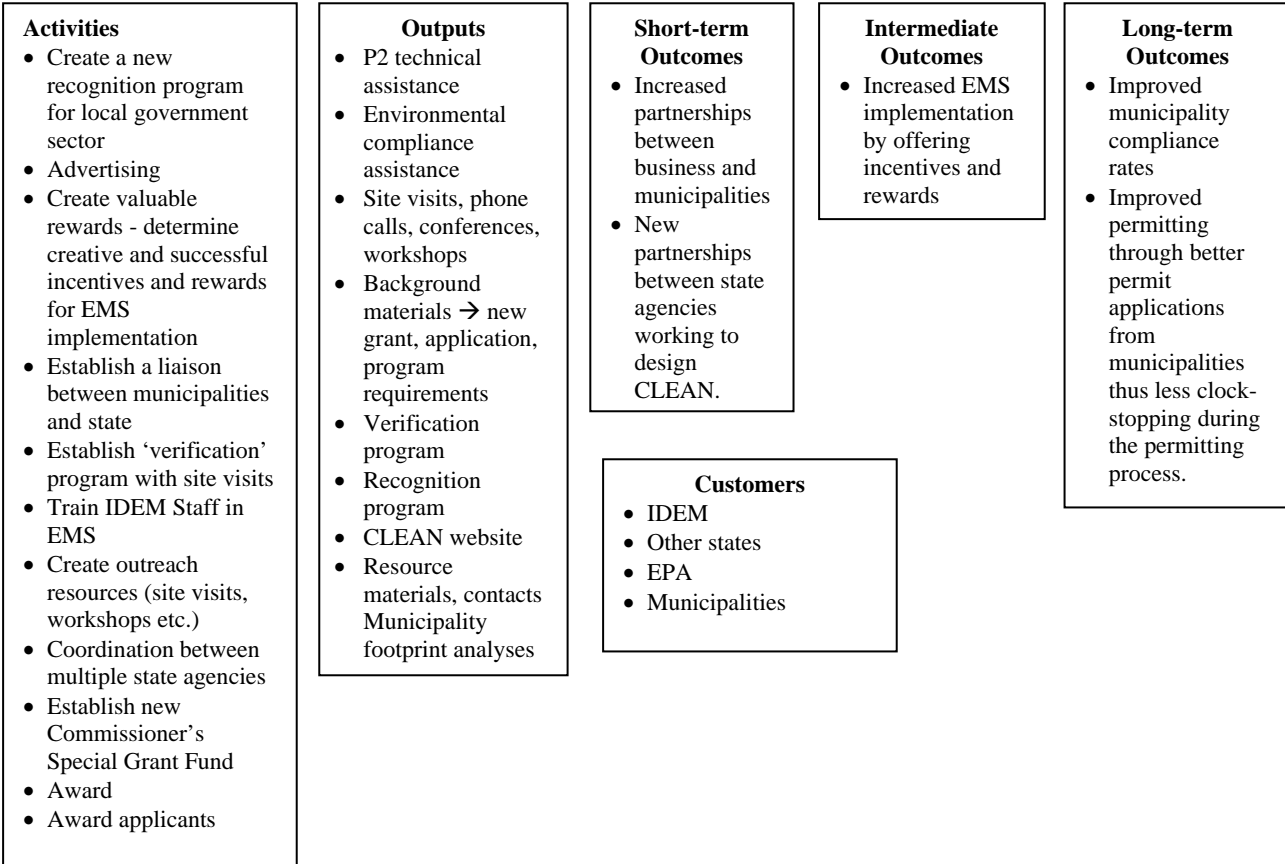 Activities
• Create a new
recognition program
for local government
sector
• Advertising
• Create valuable
rewards - determine
creative and successful
incentives and rewards
for EMS
implementation
• Establish a liaison
between municipalities
and state
• Establish ‘verification’
program with site visits
• Train IDEM Staff in
EMS
• Create outreach
resources (site visits,
workshops etc.)
• Coordination between
multiple state agencies
• Establish new
Commissioner’s
Special Grant Fund
• Award
• Award applicants
Outputs
• P2 technical
assistance
• Environmental
compliance
assistance
• Site visits, phone
calls, conferences,
workshops
• Background
materials → new
grant, application,
program
requirements
• Verification
program
• Recognition
program
• CLEAN website
• Resource
materials, contacts
Municipality
footprint analyses
Short-term
Outcomes
• Increased
partnerships
between
business and
municipalities
• New
partnerships
between state
agencies
working to
design
CLEAN.
Intermediate
Outcomes
• Increased EMS
implementation
by offering
incentives and
rewards
Long-term
Outcomes
• Improved
municipality
compliance
rates
• Improved
permitting
through better
permit
applications
from
municipalities
thus less clock-
stopping during
the permitting
process.
Customers
• IDEM
• Other states
• EPA
• Municipalities